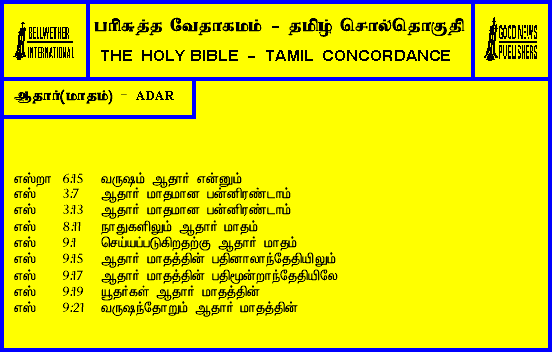 BELLWETHER
INTERNATIONAL
பரிசுத்த வேதாகமம் - தமிழ் சொல்தொகுதி
THE HOLY BIBLE - TAMIL CONCORDANCE
GOOD NEWS
PUBLISHERS
ஆதார்(மாதம்) - ADAR
எஸ்றா 6:15 வருஷம் ஆதார் என்னும்
எஸ் 3:7 ஆதார் மாதமான பன்னிரண்டாம்
எஸ் 3:13 ஆதார் மாதமான பன்னிரண்டாம்
எஸ் 8:11 நாடுகளிலும் ஆதார் மாதம்
எஸ் 9:1 செய்யப்படுகிறதற்கு ஆதார் மாதம்
எஸ் 9:15 ஆதார் மாதத்தின் பதினாலாந்தேதியிலும்
எஸ் 9:17 ஆதார் மாதத்தின் பதிமூன்றாந்தேதியிலே
எஸ் 9:19 யூதர்கள் ஆதார் மாதத்தின்
எஸ் 9:21 வருஷந்தோறும் ஆதார் மாதத்தின்